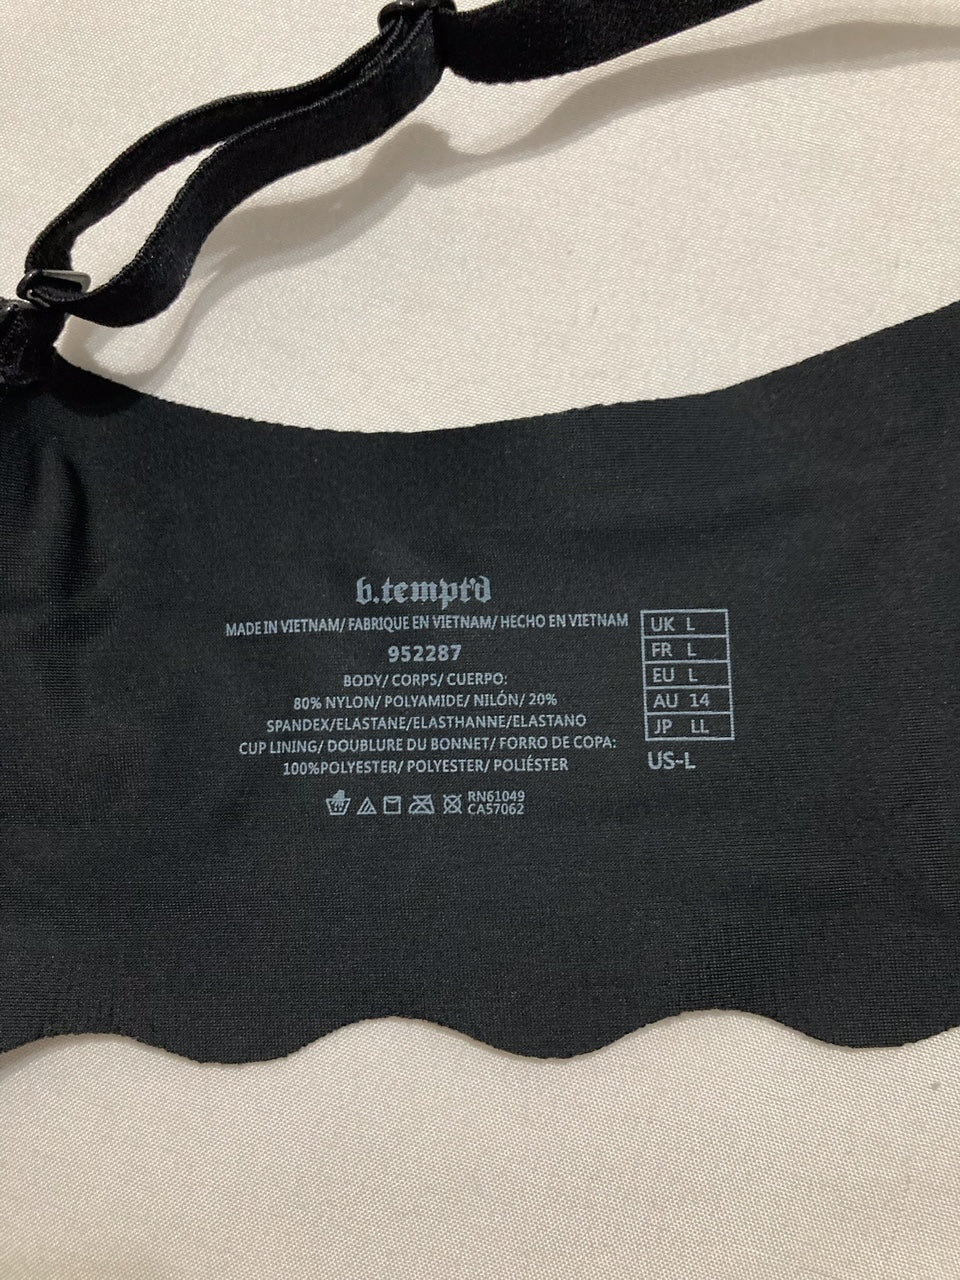 b.tempt'd
MADE IN VIETNAM/ FABRIQUE EN VIETNAM/ HECHO EN VIETNAM
952287
BODY/ CORPS/ CUERPO:
80% NYLON/ POLYAMIDE/ NILÓN/ 20%
SPANDEX/ELASTANE/ELASTHANNE/ELASTANO
CUP LINING/ DOUBLURE DU BONNET/ FORRO DE COPA:
100%POLYESTER/ POLYESTER/ POLIÉSTER
RN61049
CA57062
UK L
FR L
EU L
AU 14
JP LL
US-L